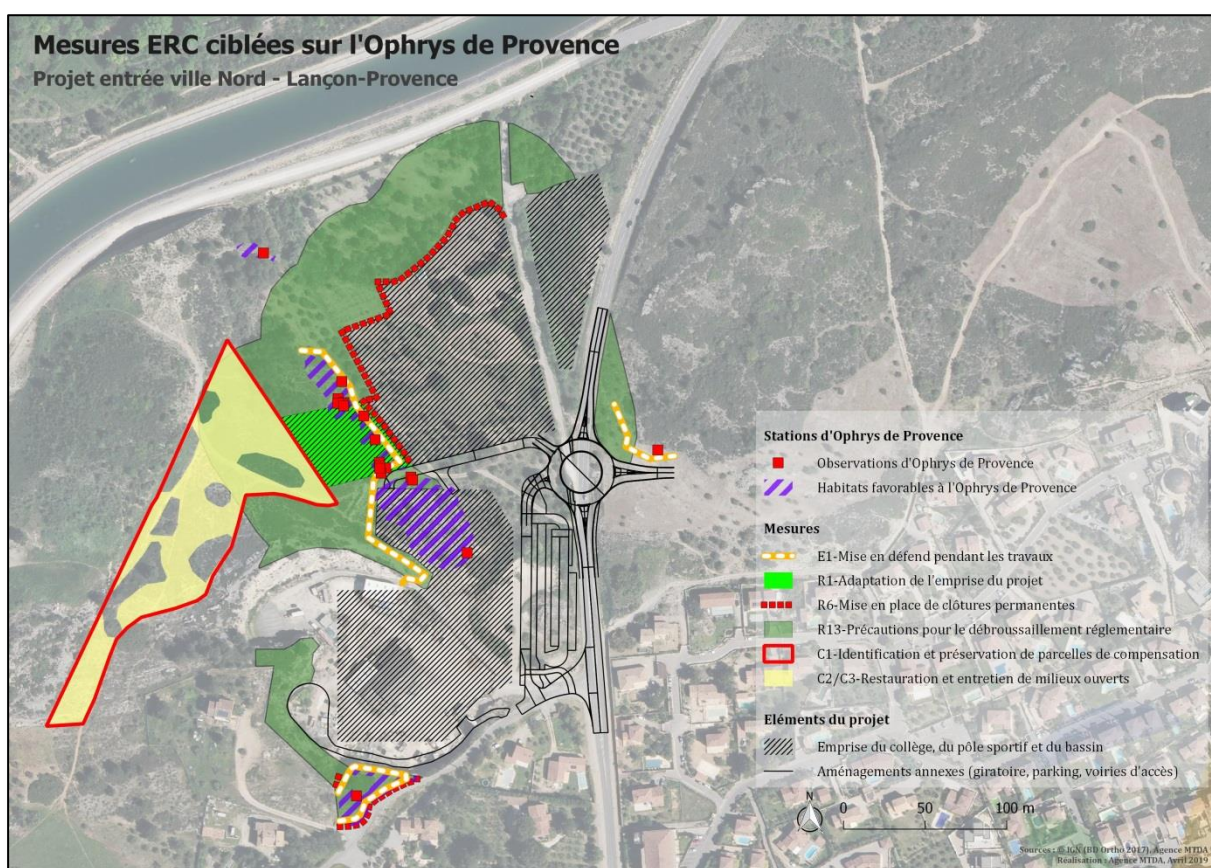 Mesures ERC ciblées sur l'Ophrys de Provence
Projet entrée ville Nord - Lançon-Provence
Stations d'Ophrys de Provence
Observations d'Ophrys de Provence
Habitats favorables à l'Ophrys de Provence
Mesures
E1-Mise en défend pendant les travaux
R1-Adaptation de l'emprise du projet
R6-Mise en place de clôtures permanentes
R13-Précautions pour le débroussaillement réglementaire
C1-Identification et préservation de parcelles de compensation
C2/C3-Restauration et entretien de milieux ouverts
Eléments du projet
Emprise du collège, du pôle sportif et du bassin
Aménagements annexes (giratoire, parking, voiries d'accès)
N
0 50 100 m
Sources : © IGN (BD Ortho 2017), Agence MTDA
Réalisation : Agence MTDA, Avril 2019